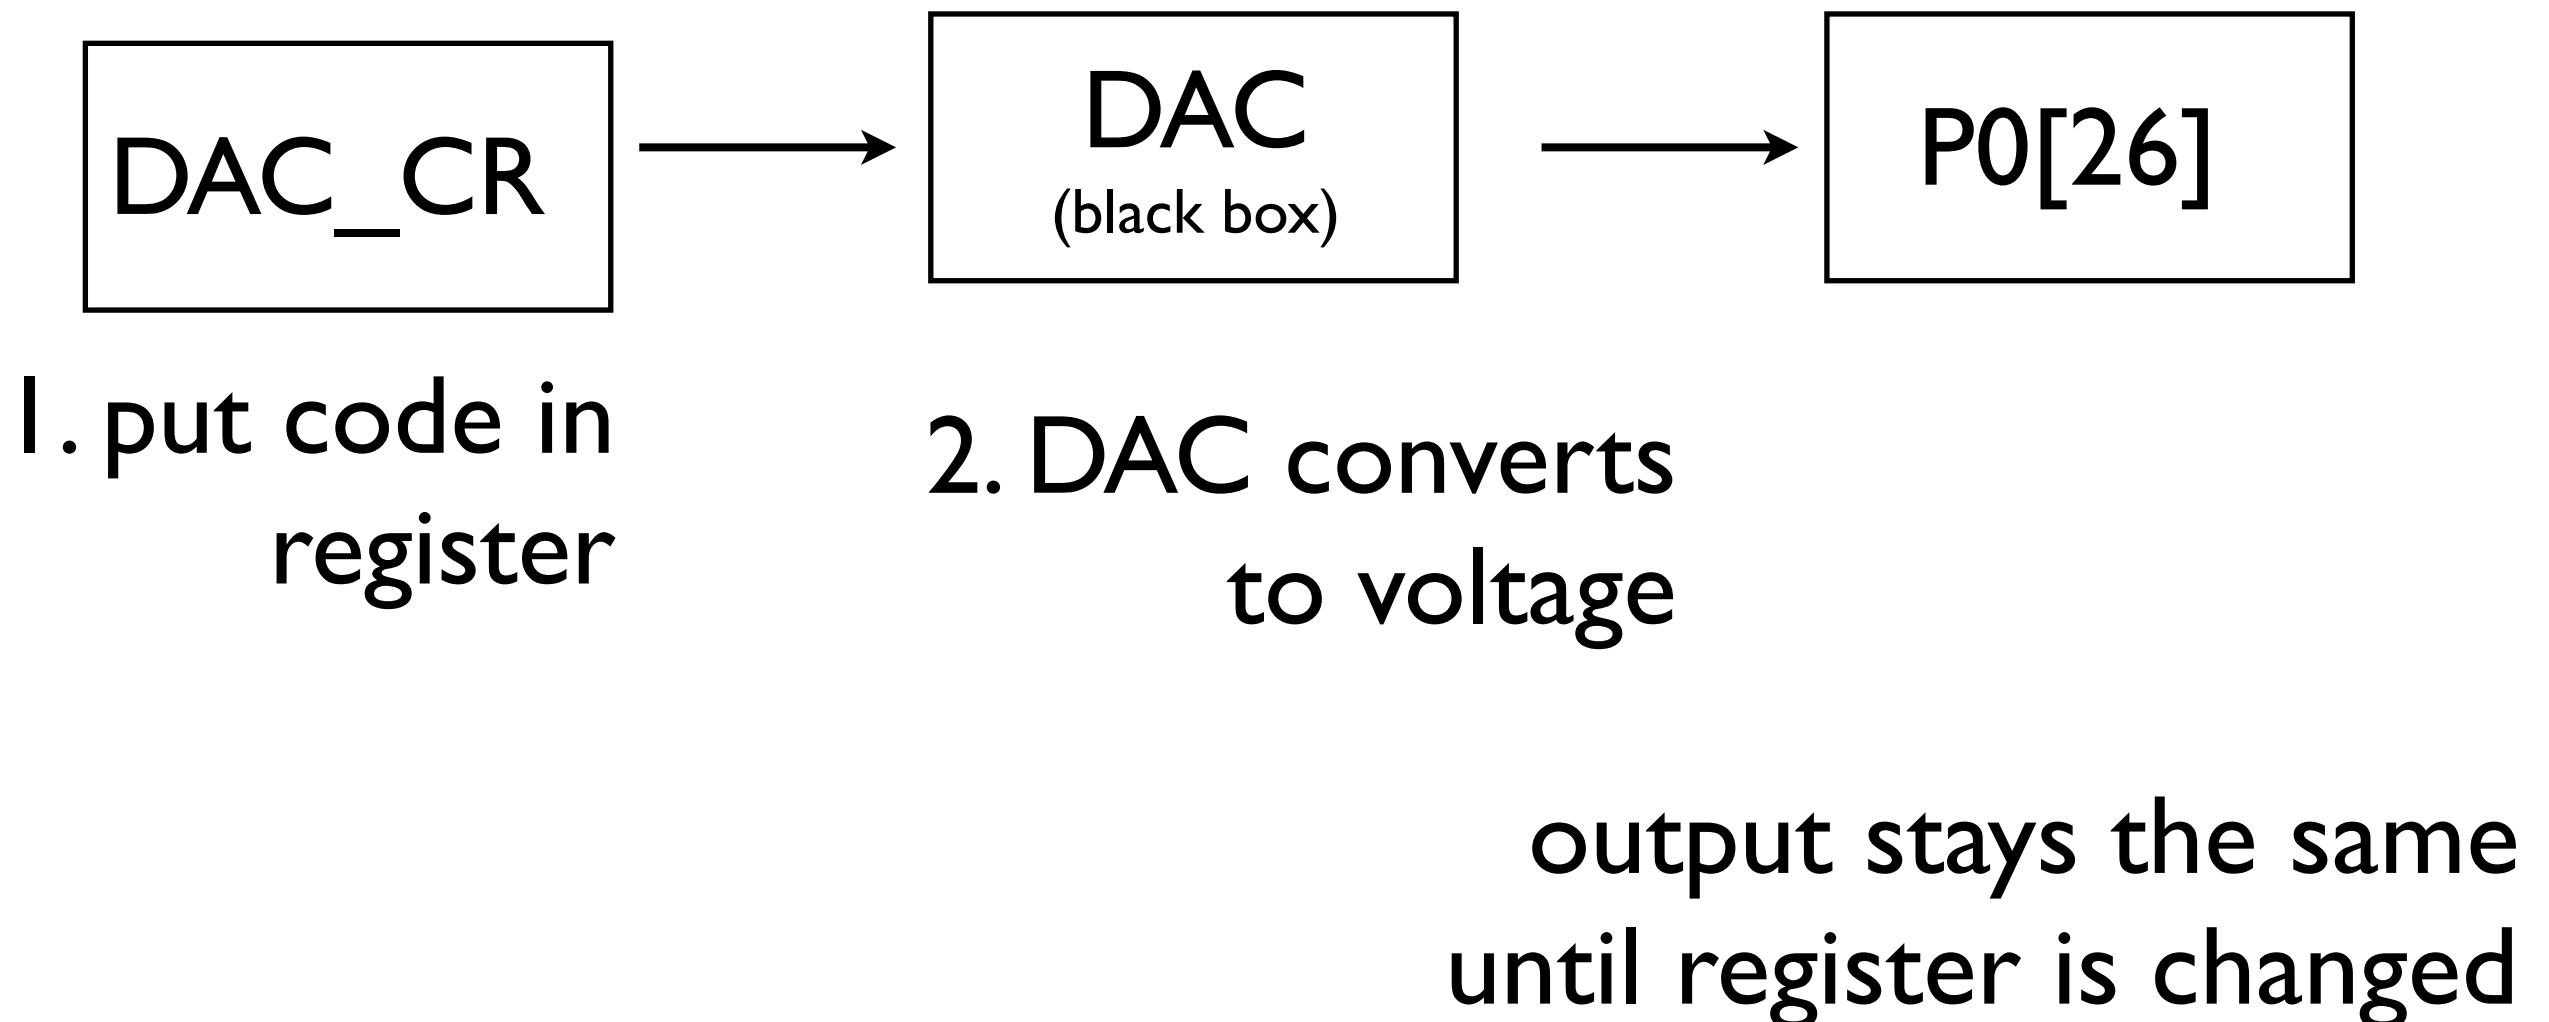 DAC_CR
DAC
(black box)
P0[26]
1. put code in
register
2. DAC converts
to voltage
output stays the same
until register is changed